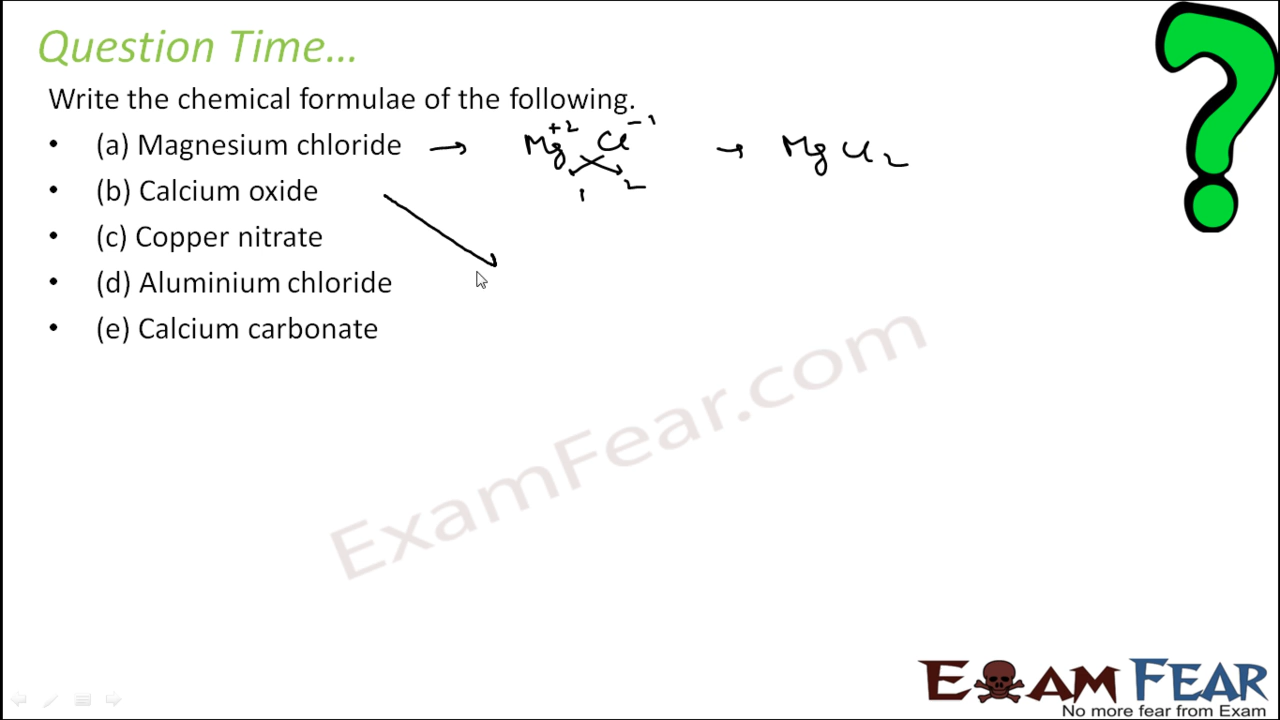 Question Time...
Write the chemical formulae of the following.
• (a) Magnesium chloride → Mg+2 Cl-1 → MgCl2
1 2
• (b) Calcium oxide
• (c) Copper nitrate
• (d) Aluminium chloride
• (e) Calcium carbonate
ExamFear.com
EXAM FEAR
No more fear from Exam